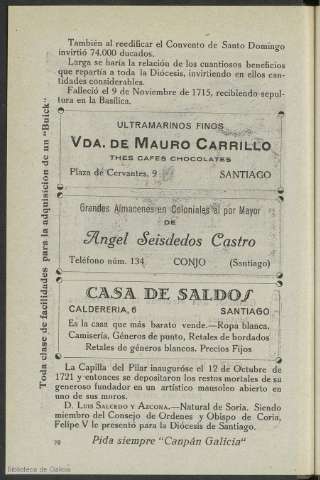 También al reedificar el Convento de Santo Domingo
invirtió 74.000 ducados.
Larga se haría la relación de los cuantiosos beneficios
que repartía a toda la Diócesis, invirtiendo en ellos can-
tidades considerables.
Falleció el 9 de Noviembre de 1715, recibiendo sepul-
tura en la Basílica.
Toda clase de facilidades para la adquisición de un "Buick"
ULTRAMARINOS FINOS
VDA. DE MAURO CARRILLO
THES CAFES CHOCOLATES
Plaza de Cervantes, 9 SANTIAGO
Grandes Almacenes en Coloniales al por Mayor
DE
Angel Seisdedos Castro
Teléfono núm. 134 CONJO (Santiago)
CASA DE SALDOS
CALDERERIA, 6 SANTIAGO
Es la casa que más barato vende.—Ropa blanca.
Camisería, Géneros de punto, Retales de bordados
Retales de géneros blancos. Precios Fijos
La Capilla del Pilar inauguróse el 12 de Octubre de
1721 y entonces se depositaron los restos mortales de su
generoso fundador en un artístico mausoleo abierto en
uno de sus muros.
D. LUIS SALCEDO Y AZCONA.—Natural de Soria. Siendo
miembro del Consejo de Ordenes y Obispo de Coria,
Felipe V le presentó para la Diócesis de Santiago.
70 Pida siempre "Canpán Galicia"
Biblioteca de Galicia